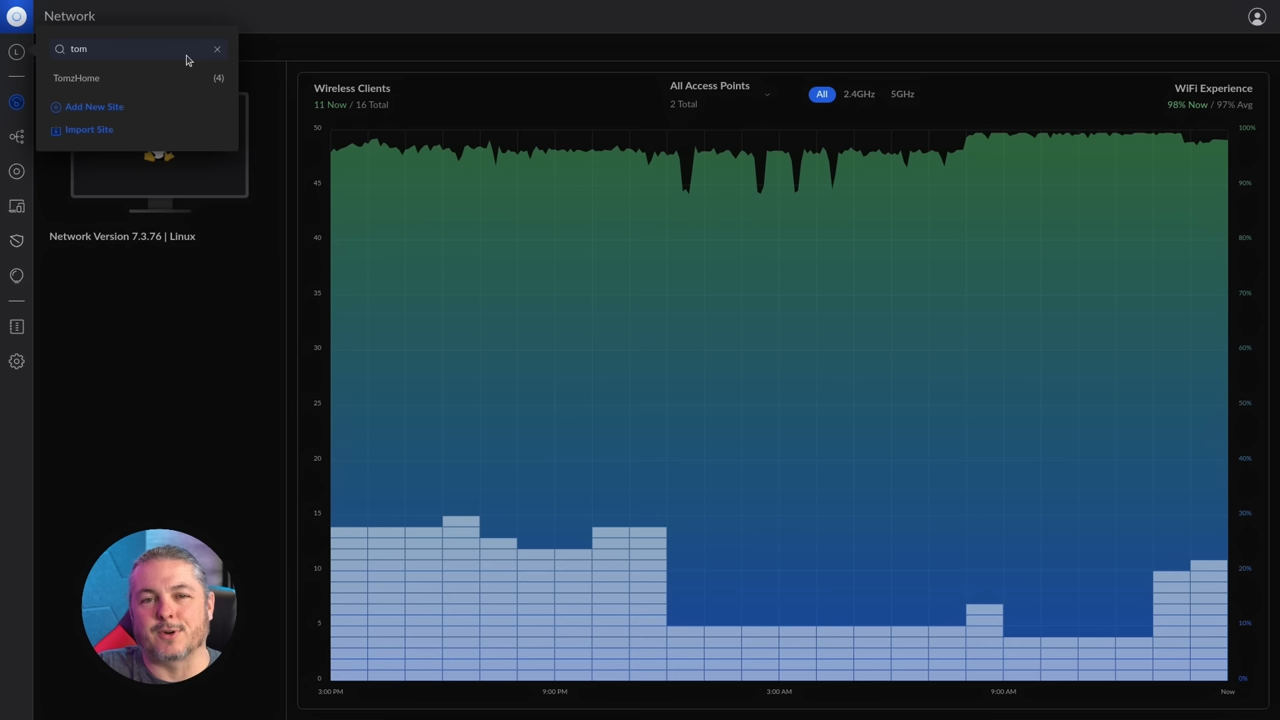 Network
L
tom
TomzHome (4)
Add New Site
Import Site
Network Version 7.3.76 | Linux
Wireless Clients
11 Now / 16 Total
All Access Points
2 Total
All 2.4GHz 5GHz
WiFi Experience
98% Now / 97% Avg
50 100%
45 90%
40 80%
35 70%
30 60%
25 50%
20 40%
15 30%
10 20%
5 10%
0 0%
3:00 PM 9:00 PM 3:00 AM 9:00 AM Now